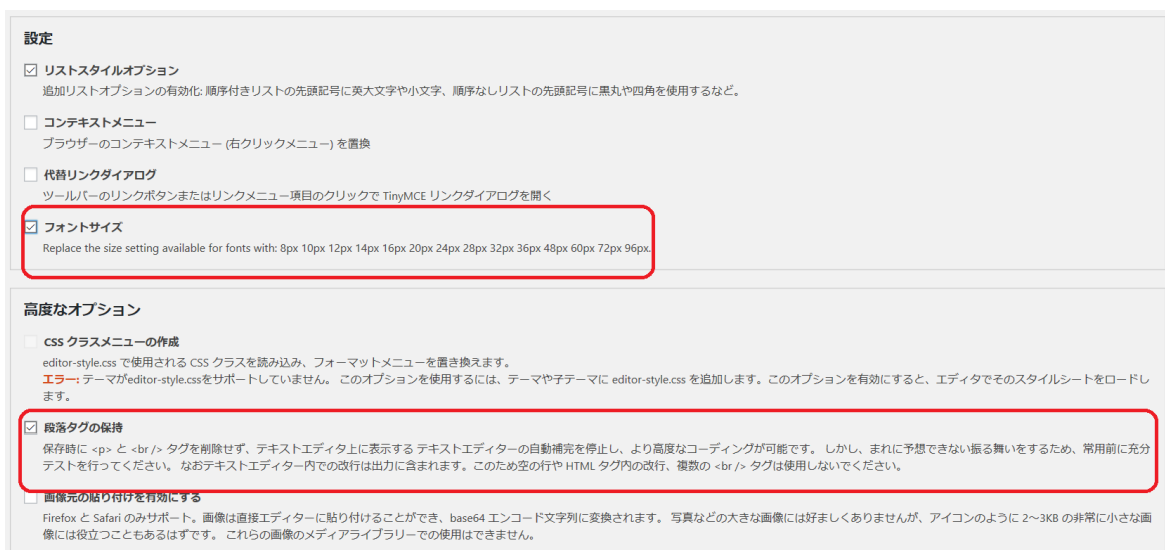 設定
リストスタイルオプション
追加リストオプションの有効化: 順序付きリストの先頭記号に英大文字や小文字、順序なしリストの先頭記号に黒丸や四角を使用するなど。
コンテキストメニュー
ブラウザーのコンテキストメニュー (右クリックメニュー) を置換
代替リンクダイアログ
ツールバーのリンクボタンまたはリンクメニュー項目のクリックで TinyMCE リンクダイアログを開く
フォントサイズ
Replace the size setting available for fonts with: 8px 10px 12px 14px 16px 20px 24px 28px 32px 36px 48px 60px 72px 96px.
高度なオプション
CSS クラスメニューの作成
editor-style.css で使用される CSS クラスを読み込み、フォーマットメニューを置き換えます。
エラー: テーマがeditor-style.cssをサポートしていません。 このオプションを使用するには、テーマや子テーマに editor-style.css を追加します。このオプションを有効にすると、エディタでそのスタイルシートをロードし
ます。
段落タグの保持
保存時に <p> と <br /> タグを削除せず、テキストエディタ上に表示する テキストエディターの自動補完を停止し、より高度なコーディングが可能です。 しかし、まれに予想できない振る舞いをするため、常用前に充分
テストを行ってください。 なおテキストエディター内での改行は出力に含まれます。このため空の行や HTML タグ内の改行、複数の <br /> タグは使用しないでください。
画像元の貼り付けを有効にする
Firefox と Safari のみサポート。画像は直接エディターに貼り付けることができ、base64 エンコード文字列に変換されます。 写真などの大きな画像には好ましくありませんが、アイコンのように 2～3KB の非常に小さな画
像には役立つこともあるはずです。 これらの画像のメディアライブラリーでの使用はできません。